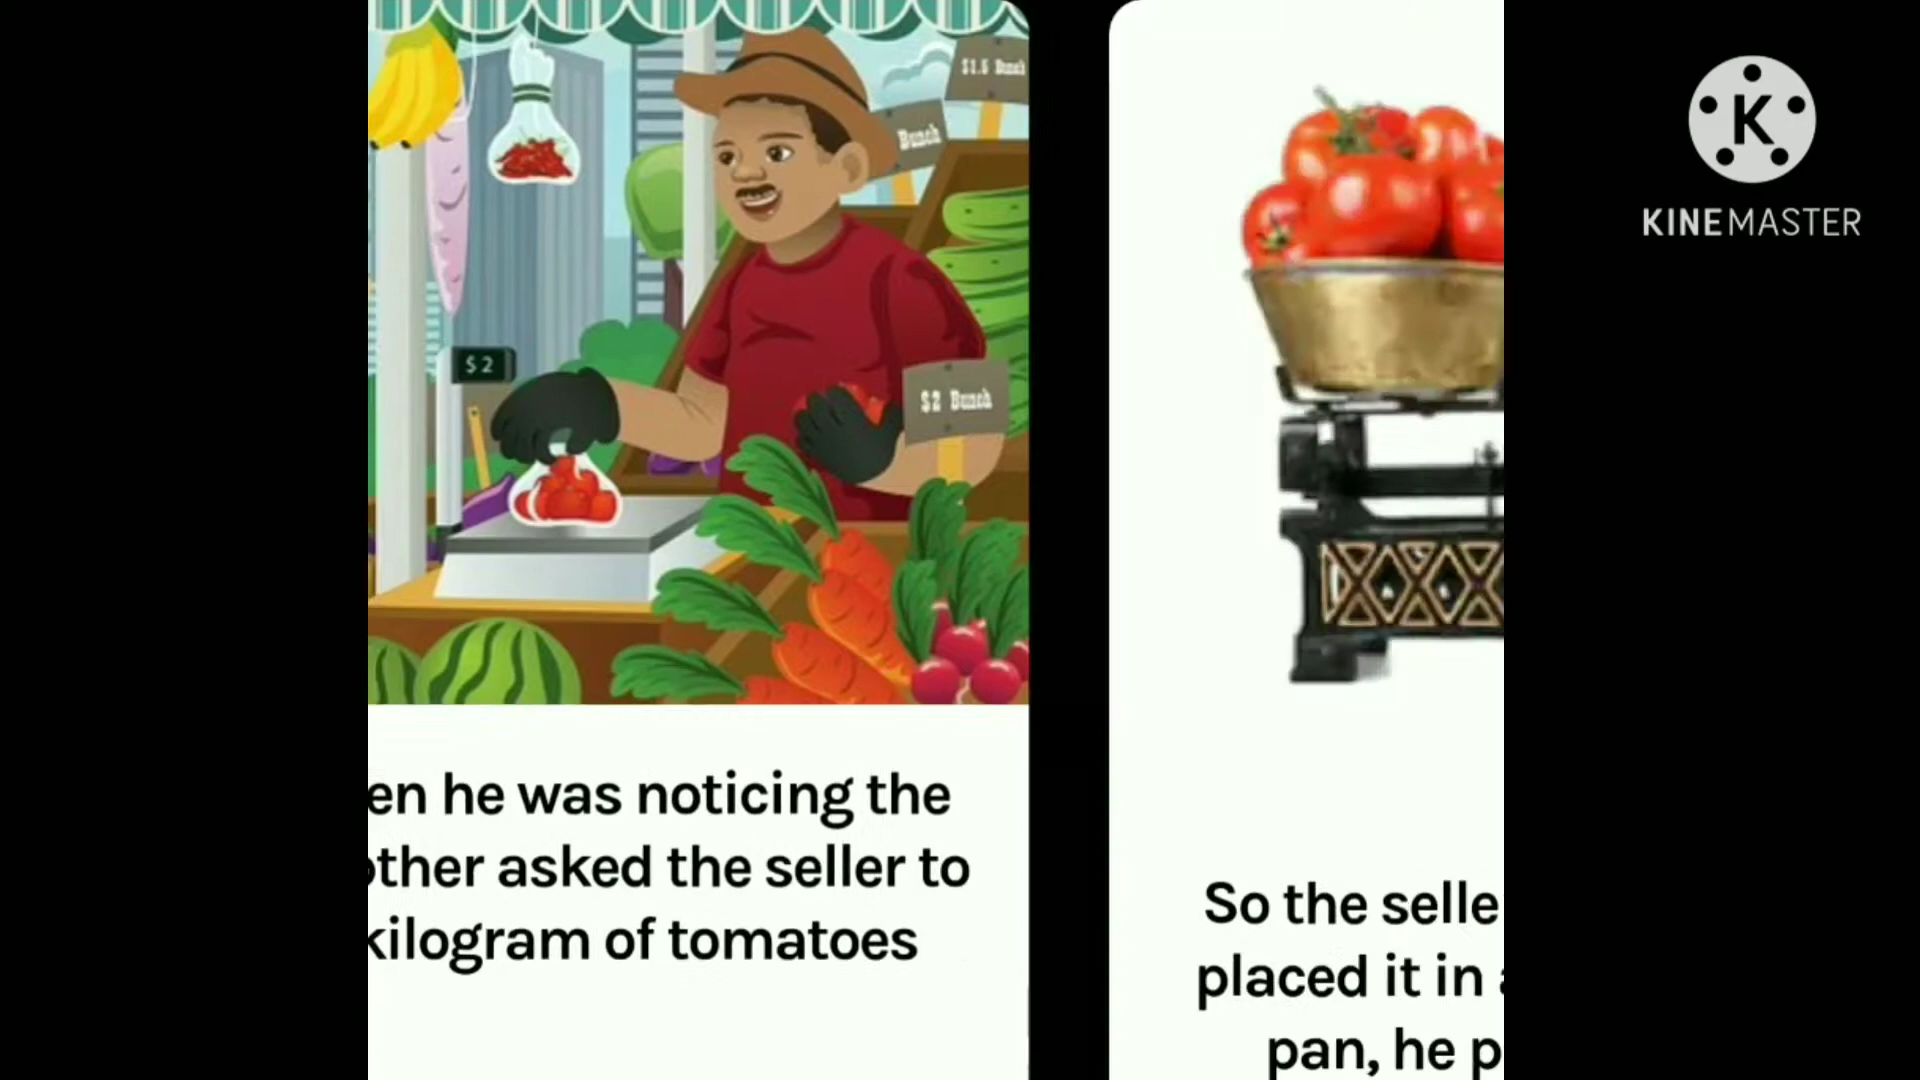 $1.5 Bunch
Bunch
$2
$2 Bunch
en he was noticing the
other asked the seller to
kilogram of tomatoes
So the selle
placed it in
pan, he p
K
KINEMASTER